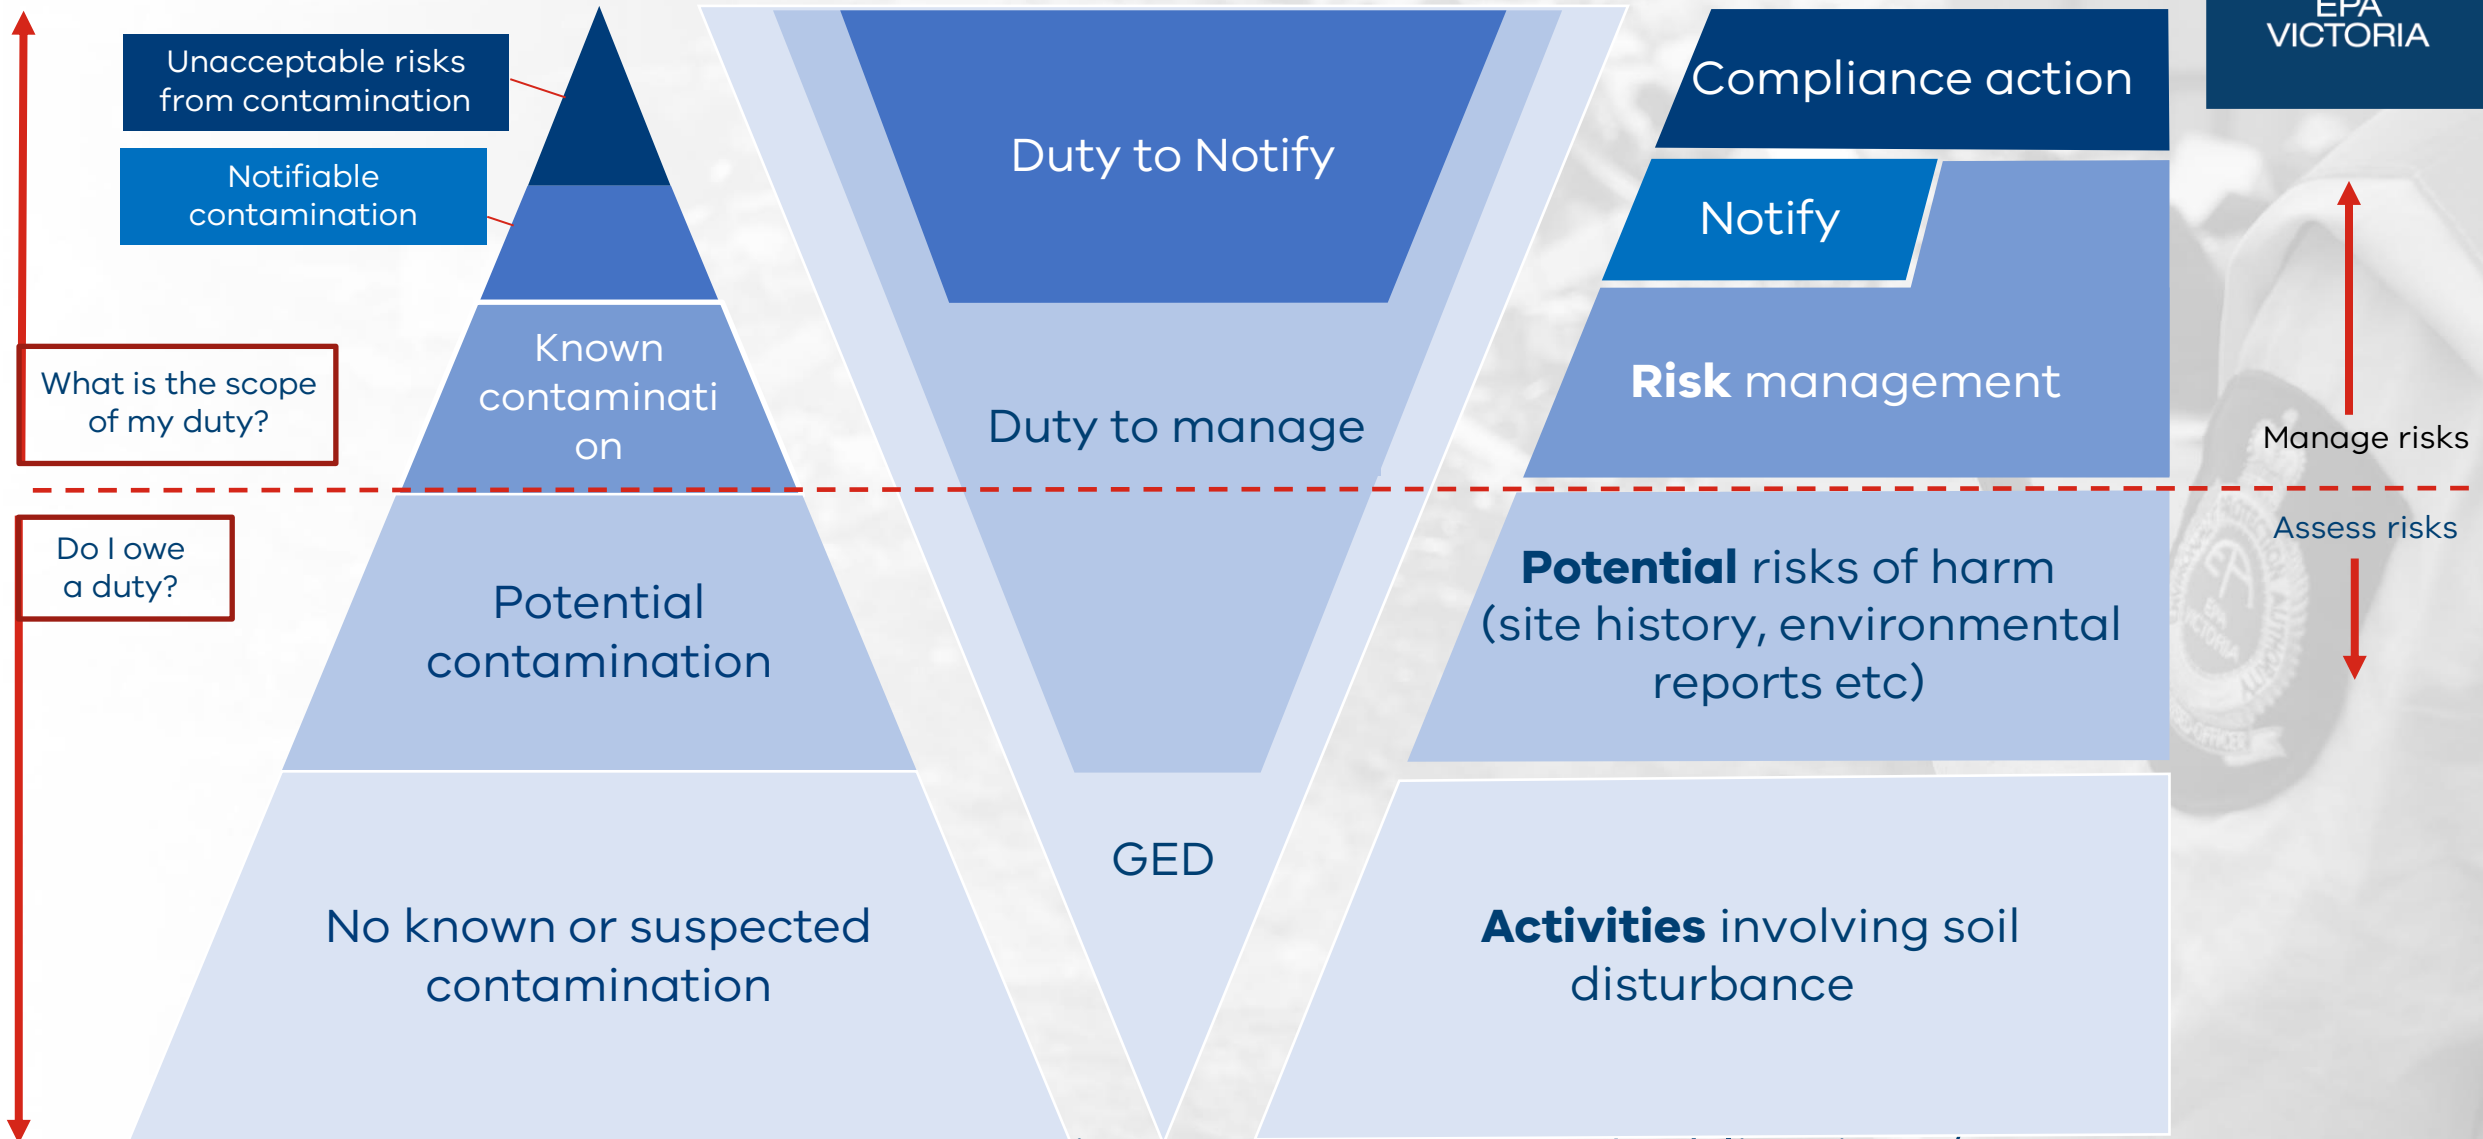 EPA
VICTORIA
Unacceptable risks
from contamination
Notifiable
contamination
Known
contaminati
on
Potential
contamination
No known or suspected
contamination
What is the scope
of my duty?
Do I owe
a duty?
Duty to Notify
Duty to manage
GED
Compliance action
Notify
Risk management
Potential risks of harm
(site history, environmental
reports etc)
Activities involving soil
disturbance
Manage risks
Assess risks